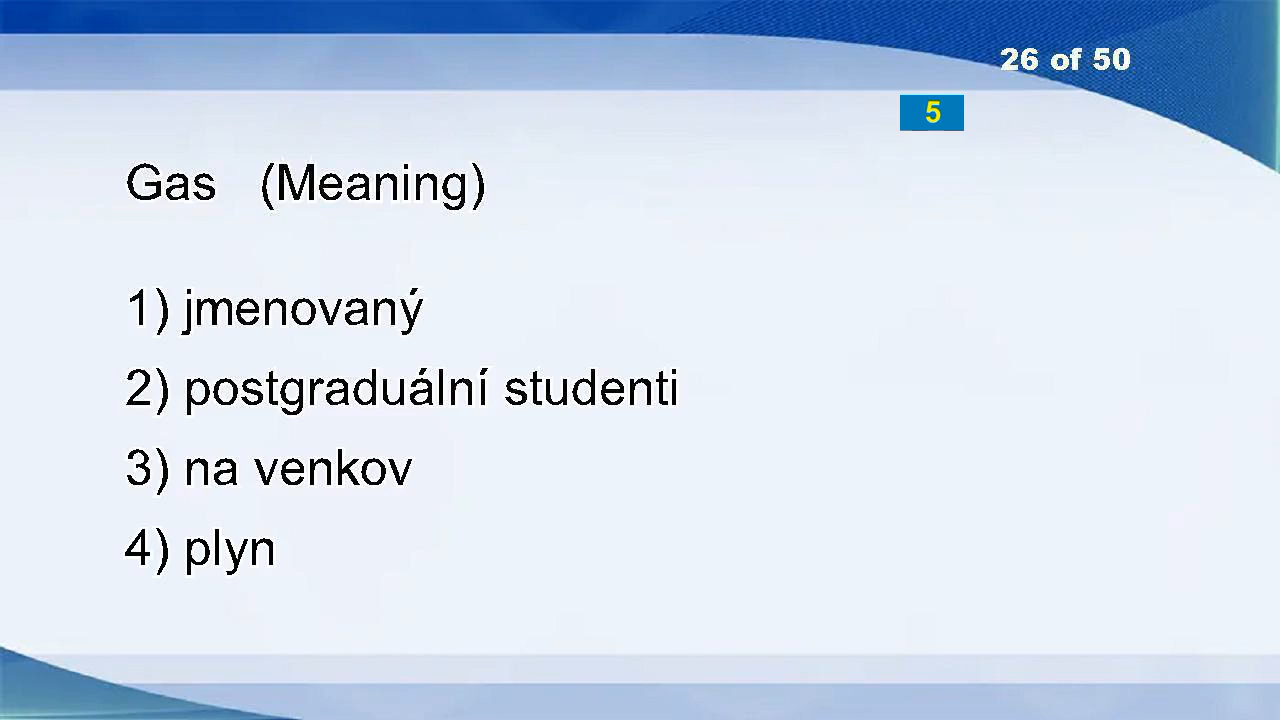 26 of 50
5
Gas (Meaning)
1) jmenovaný
2) postgraduální studenti
3) na venkov
4) plyn